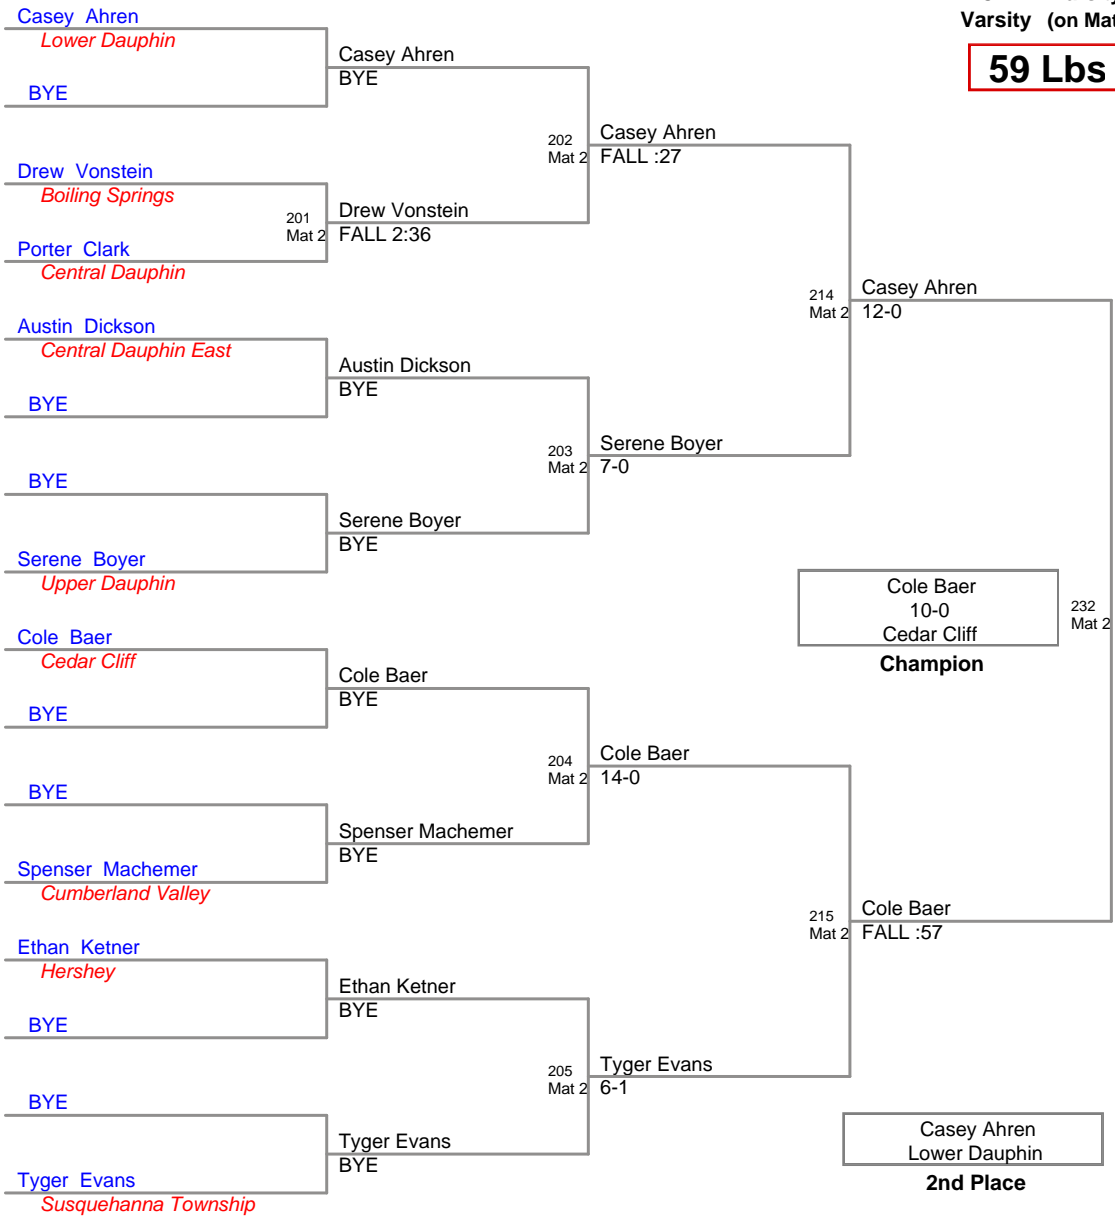 Varsity (on Mat
59 Lbs
Casey Ahren
Lower Dauphin
BYE
Drew Vonstein
Boiling Springs
Porter Clark
Central Dauphin
Austin Dickson
Central Dauphin East
BYE
BYE
Serene Boyer
Upper Dauphin
Cole Baer
Cedar Cliff
BYE
BYE
Spenser Machemer
Cumberland Valley
Ethan Ketner
Hershey
BYE
BYE
Tyger Evans
Susquehanna Township
Casey Ahren
BYE
201
Mat 2
Drew Vonstein
FALL 2:36
Austin Dickson
BYE
Serene Boyer
BYE
Cole Baer
BYE
Spenser Machemer
BYE
Ethan Ketner
BYE
Tyger Evans
BYE
202
Mat 2
Casey Ahren
FALL :27
203
Mat 2
Serene Boyer
7-0
204
Mat 2
Cole Baer
14-0
205
Mat 2
Tyger Evans
6-1
214
Mat 2
Casey Ahren
12-0
215
Mat 2
Cole Baer
FALL :57
232
Mat 2
Cole Baer
10-0
Cedar Cliff
Champion
Casey Ahren
Lower Dauphin
2nd Place